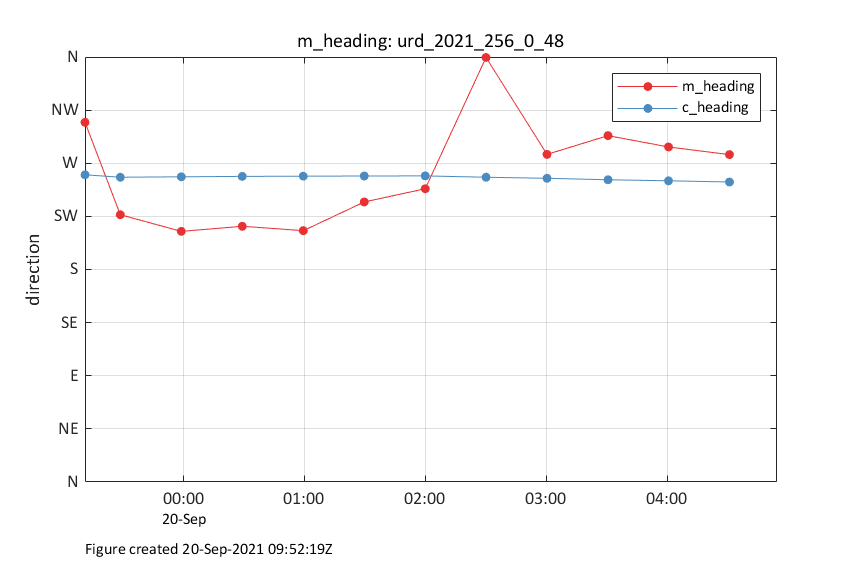 m_heading: urd_2021_256_0_48
N
NW
W
SW
S
SE
E
NE
N
direction
m_heading
c_heading
00:00
01:00
02:00
03:00
04:00
20-Sep
Figure created 20-Sep-2021 09:52:19Z